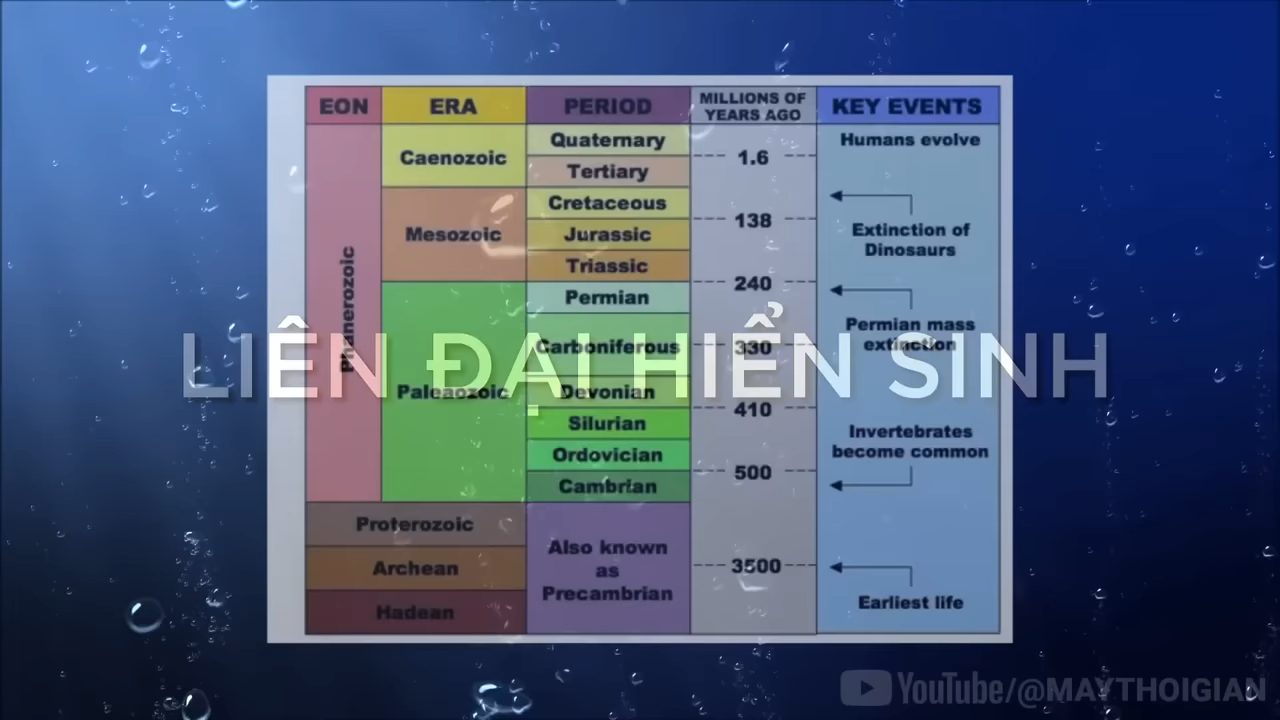 EON
ERA
PERIOD
MILLIONS OF
YEARS AGO
KEY EVENTS
Phanerozoic
Caenozoic
Mesozoic
Paleaozoic
Quaternary
Tertiary
Cretaceous
Jurassic
Triassic
Permian
Carboniferous
Devonian
Silurian
Ordovician
Cambrian
1.6
138
240
330
410
500
3500
Humans evolve
Extinction of
Dinosaurs
Permian mass
extinction
Invertebrates
become common
Earliest life
Proterozoic
Archean
Hadean
Also known
as
Precambrian
LIÊN ĐẠI HIỂN SINH
YouTube/@MAYTHOIGIAN